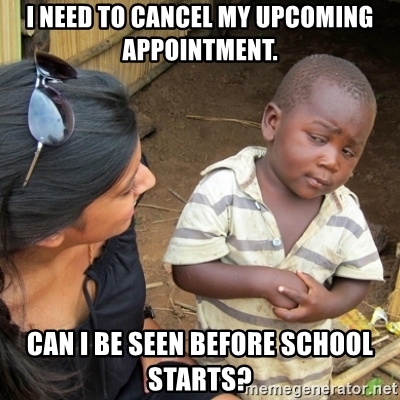 I NEED TO CANCEL MY UPCOMING
APPOINTMENT.
CAN I BE SEEN BEFORE SCHOOL
STARTS?
memegenerator.net